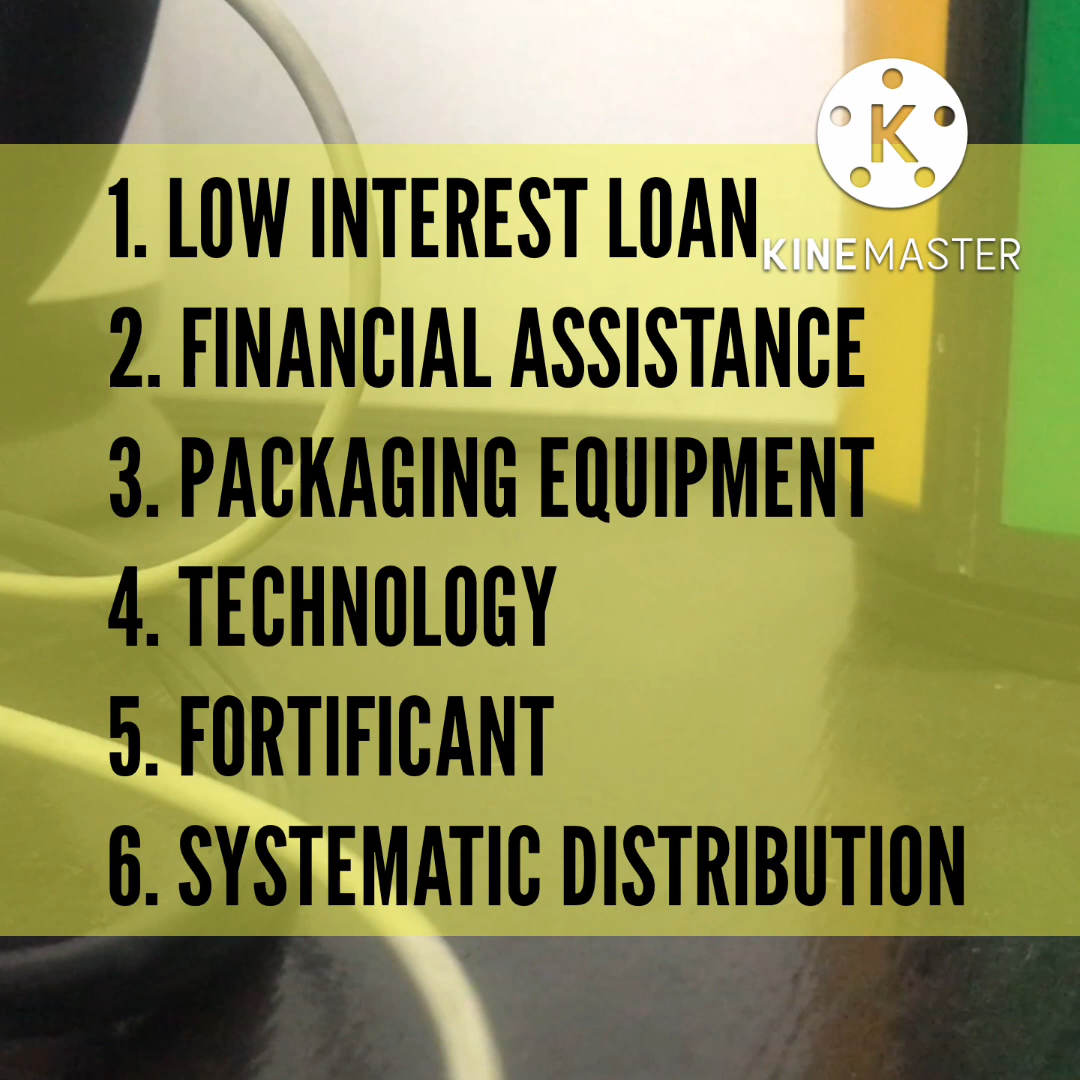 K
KINEMASTER
1. LOW INTEREST LOAN
2. FINANCIAL ASSISTANCE
3. PACKAGING EQUIPMENT
4. TECHNOLOGY
5. FORTIFICANT
6. SYSTEMATIC DISTRIBUTION